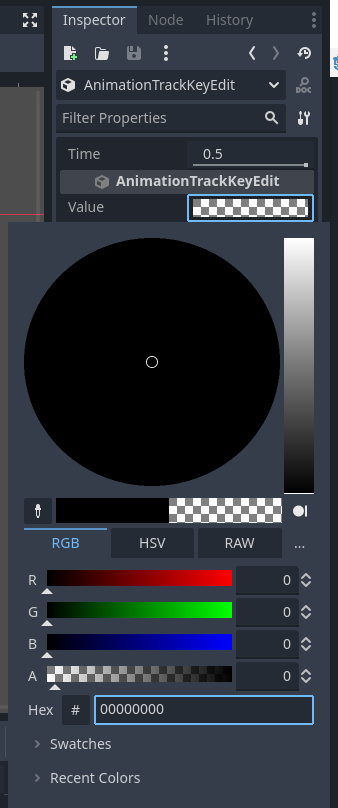 Inspector Node History
AnimationTrackKeyEdit DOC
Filter Properties
Time 0.5
AnimationTrackKeyEdit
Value
RGB HSV RAW ...
R 0
G 0
B 0
A 0
Hex # 00000000
Swatches
Recent Colors